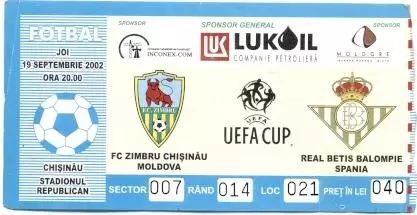 FOTBAL
JOI
19 SEPTEMBRIE 2002
ORA 20.00
CHIŞINĂU
STADIONUL
REPUBLICAN
SPONSOR
SPONSOR GENERAL
SPONSOR
INCONEX-COM
LUK
LUKOIL
COMPANIE PETROLIERĂ
MOLOGRE
F.C. ZIMBRU
UEFA
UEFA CUP
FC ZIMBRU CHIŞINĂU
MOLDOVA
REAL BETIS BALOMPIE
SPANIA
SECTOR 007 RÂND 014 LOC 021 PREŢ ÎN LEI 040